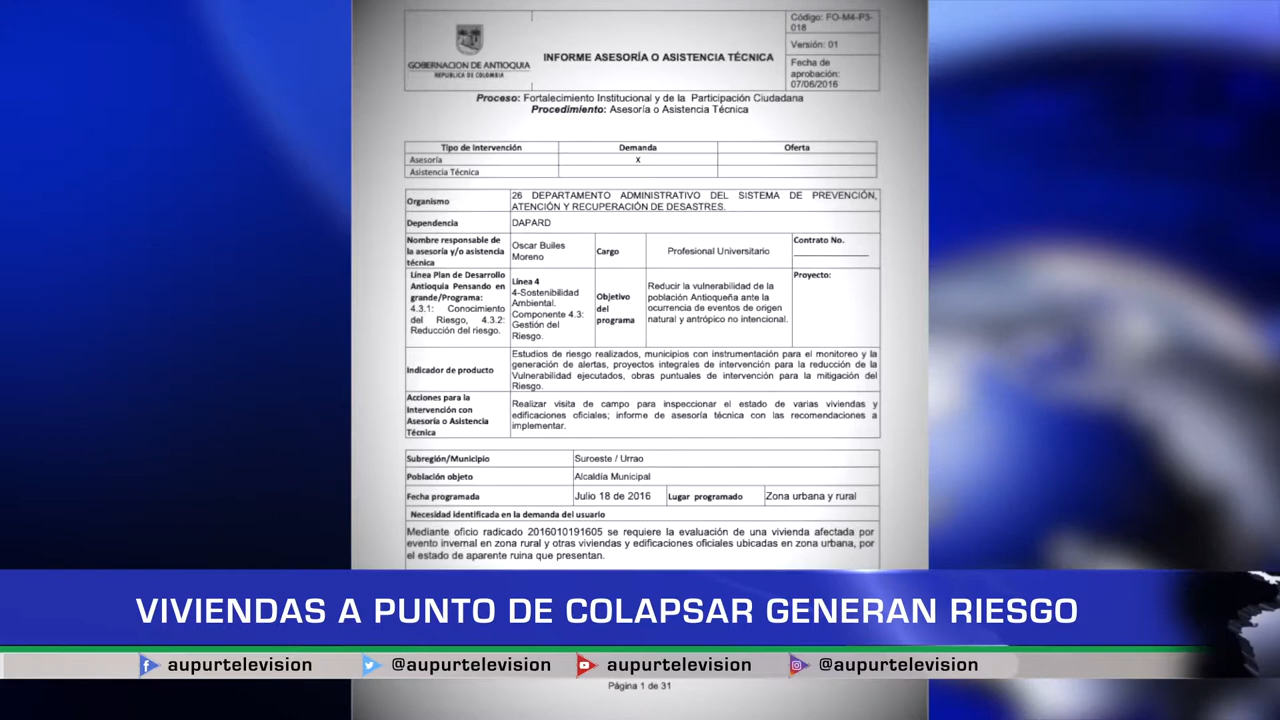 GOBERNACIÓN DE ANTIOQUIA
REPÚBLICA DE COLOMBIA
INFORME ASESORÍA O ASISTENCIA TÉCNICA
Código: FO-M4-P3-
018
Versión: 01
Fecha de
aprobación:
07/06/2016
Proceso: Fortalecimiento Institucional y de la Participación Ciudadana
Procedimiento: Asesoría o Asistencia Técnica
Tipo de Intervención Demanda Oferta
Asesoría X
Asistencia Técnica
Organismo
26 DEPARTAMENTO ADMINISTRATIVO DEL SISTEMA DE PREVENCIÓN,
ATENCIÓN Y RECUPERACIÓN DE DESASTRES.
Dependencia DAPARD
Nombre responsable de
la asesoría y/o asistencia
técnica
Oscar Builes
Moreno
Cargo
Profesional Universitario
Contrato No.
Línea Plan de Desarrollo
Antioquia Pensando en
grande/Programa:
4.3.1: Conocimiento
del Riesgo, 4.3.2:
Reducción del riesgo.
Línea 4
4-Sostenibilidad
Ambiental.
Componente 4.3:
Gestión del
Riesgo.
Objetivo
del
programa
Reducir la vulnerabilidad de la
población Antioqueña ante la
ocurrencia de eventos de origen
natural y antrópico no intencional.
Proyecto:
Indicador de producto
Estudios de riesgo realizados, municipios con instrumentación para el monitoreo y la
generación de alertas, proyectos integrales de intervención para la reducción de la
Vulnerabilidad ejecutados, obras puntuales de intervención para la mitigación del
Riesgo.
Acciones para la
Intervención con
Asesoría o Asistencia
Técnica
Realizar visita de campo para inspeccionar el estado de varias viviendas y
edificaciones oficiales; informe de asesoría técnica con las recomendaciones a
implementar.
Subregión/Municipio Suroeste / Urrao
Población objeto Alcaldía Municipal
Fecha programada Julio 18 de 2016 Lugar programado Zona urbana y rural
Necesidad identificada en la demanda del usuario
Mediante oficio radicado 2016010191605 se requiere la evaluación de una vivienda afectada por
evento invernal en zona rural y otras viviendas y edificaciones oficiales ubicadas en zona urbana, por
el estado de aparente ruina que presentan.
VIVIENDAS A PUNTO DE COLAPSAR GENERAN RIESGO
aupurtelevision @aupurtelevision aupurtelevision @aupurtelevision
Página 1 de 31